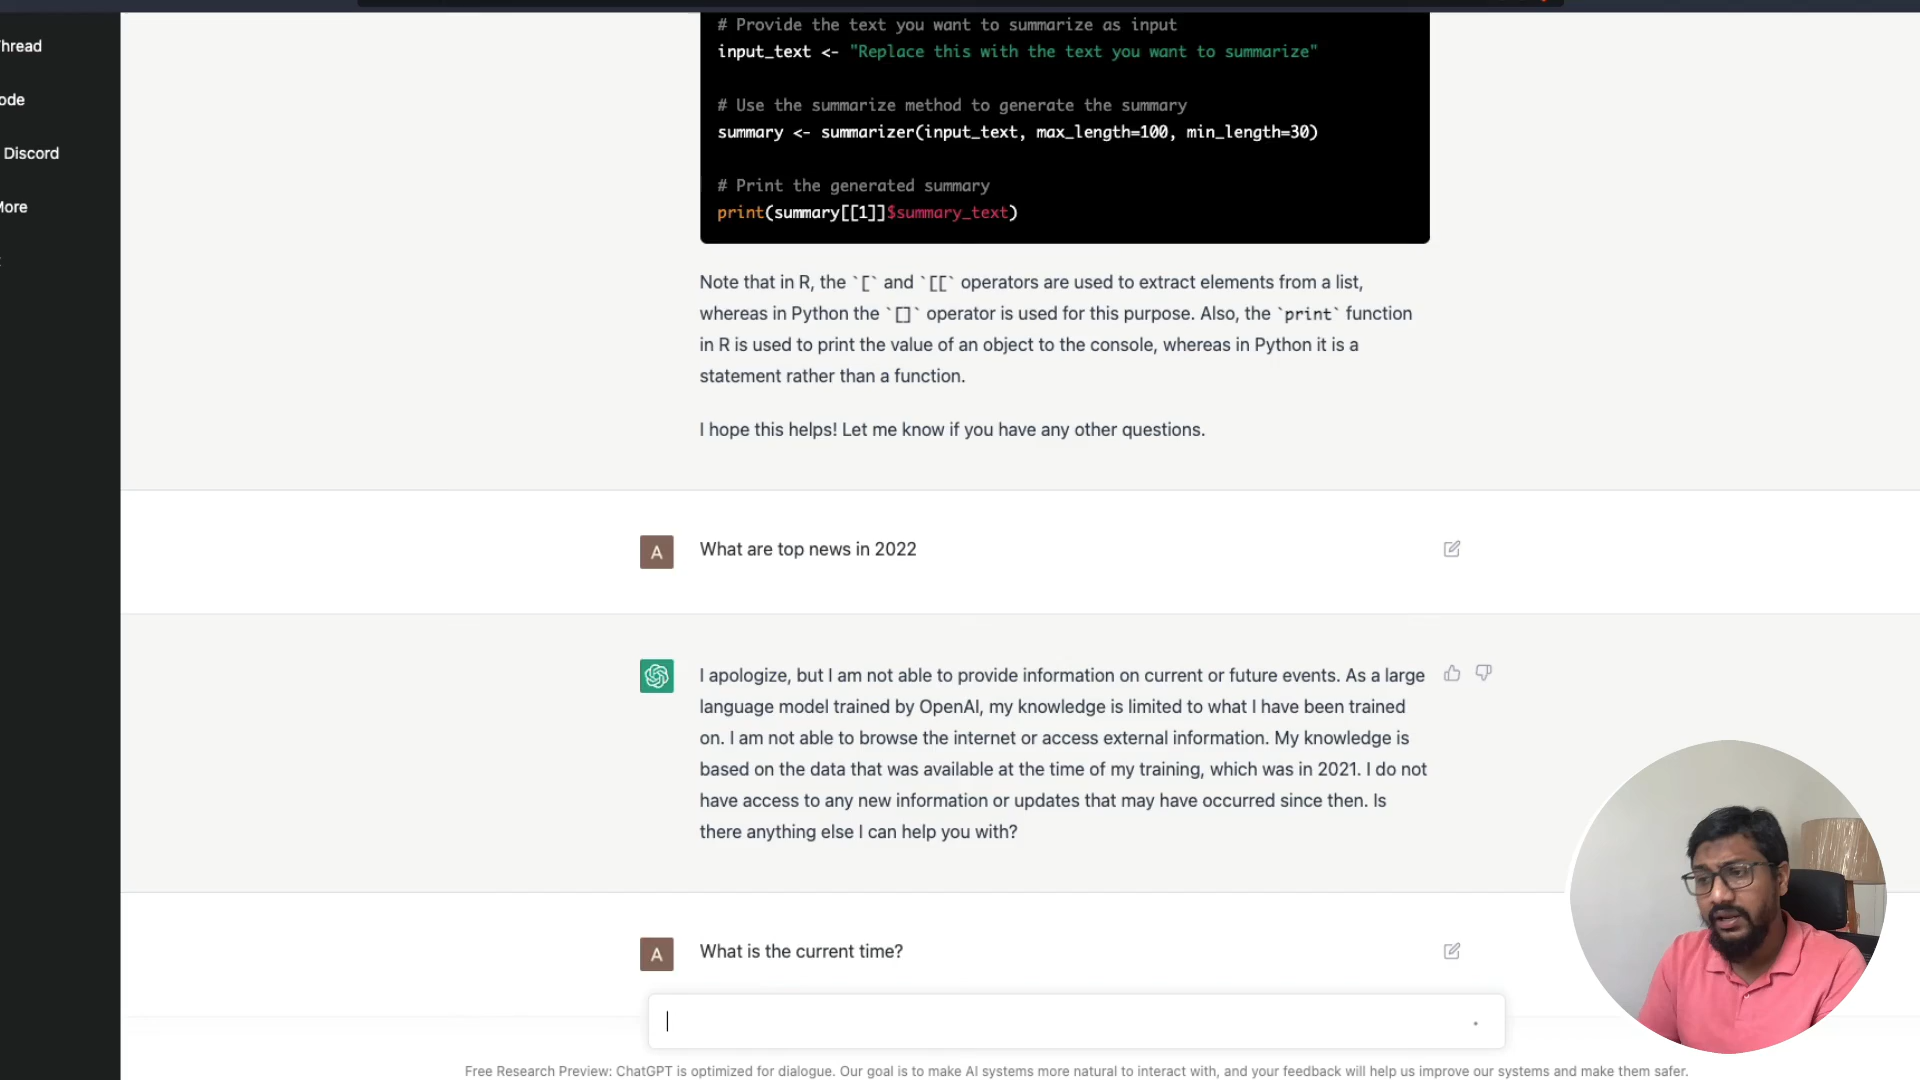 # Provide the text you want to summarize as input
input_text <- "Replace this with the text you want to summarize"
# Use the summarize method to generate the summary
summary <- summarizer(input_text, max_length=100, min_length=30)
# Print the generated summary
print(summary[[1]]$summary_text)
Note that in R, the `[` and `[[` operators are used to extract elements from a list,
whereas in Python the `[]` operator is used for this purpose. Also, the `print` function
in R is used to print the value of an object to the console, whereas in Python it is a
statement rather than a function.
I hope this helps! Let me know if you have any other questions.
hread
ode
Discord
More
A What are top news in 2022
I apologize, but I am not able to provide information on current or future events. As a large
language model trained by OpenAI, my knowledge is limited to what I have been trained
on. I am not able to browse the internet or access external information. My knowledge is
based on the data that was available at the time of my training, which was in 2021. I do not
have access to any new information or updates that may have occurred since then. Is
there anything else I can help you with?
A What is the current time?
Free Research Preview: ChatGPT is optimized for dialogue. Our goal is to make AI systems more natural to interact with, and your feedback will help us improve our systems and make them safer.